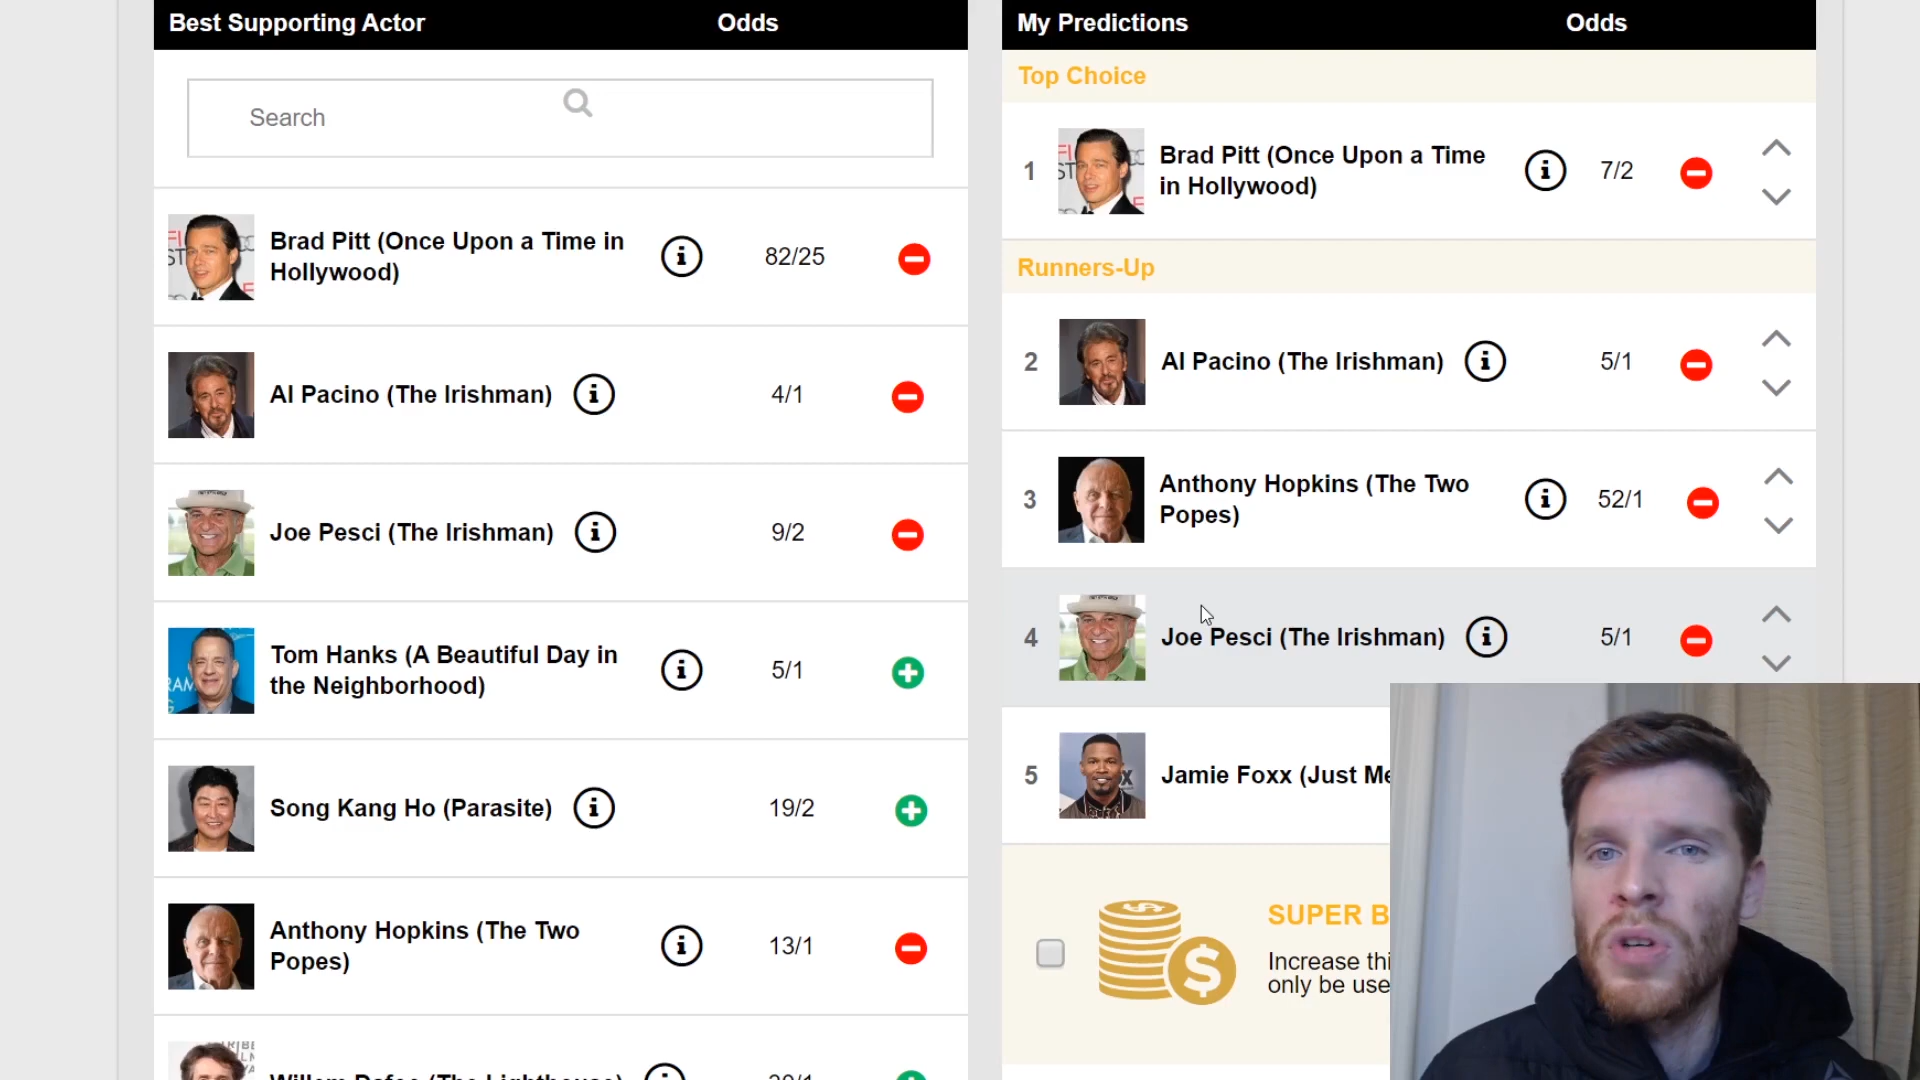 Best Supporting Actor Odds
Search
Brad Pitt (Once Upon a Time in
Hollywood)
82/25
Al Pacino (The Irishman)
4/1
Joe Pesci (The Irishman)
9/2
Tom Hanks (A Beautiful Day in
the Neighborhood)
5/1
Song Kang Ho (Parasite)
19/2
Anthony Hopkins (The Two
Popes)
13/1
Willem Dafoe (The Lighthouse)
My Predictions Odds
Top Choice
1
Brad Pitt (Once Upon a Time
in Hollywood)
7/2
Runners-Up
2
Al Pacino (The Irishman)
5/1
3
Anthony Hopkins (The Two
Popes)
52/1
4
Joe Pesci (The Irishman)
5/1
5
Jamie Foxx (Just Me
SUPER B
Increase thi
only be use